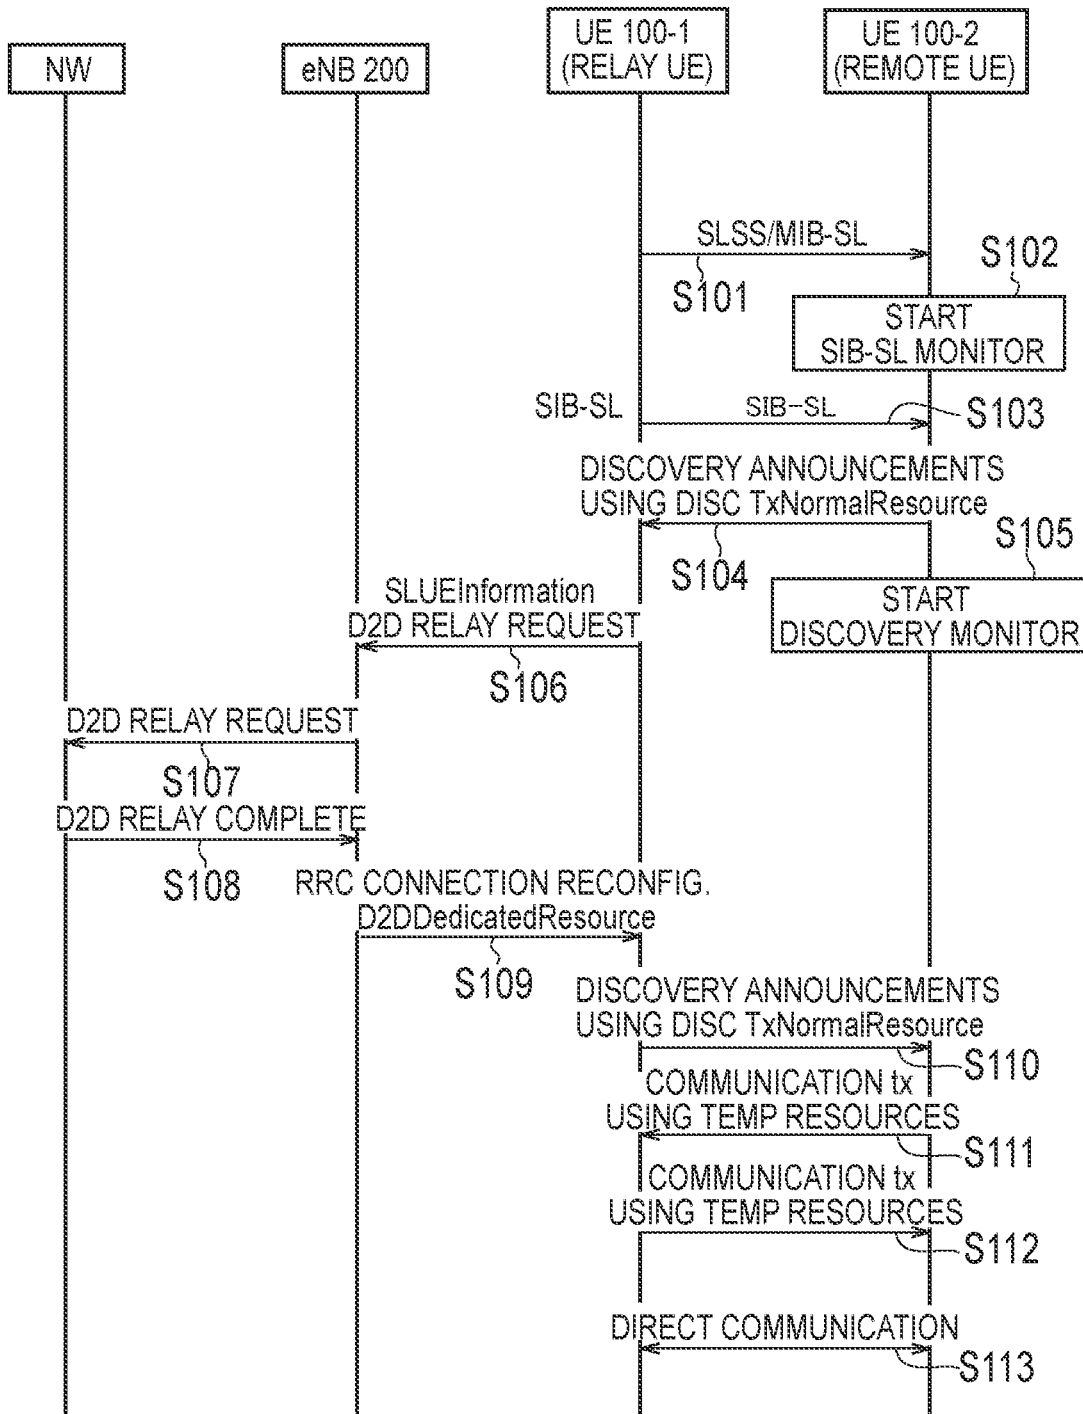 NW
eNB 200
UE 100-1
(RELAY UE)
UE 100-2
(REMOTE UE)
SLSS/MIB-SL
S101
S102
START
SIB-SL MONITOR
SIB-SL
SIB-SL
S103
DISCOVERY ANNOUNCEMENTS
USING DISC TxNormalResource
S104
S105
START
DISCOVERY MONITOR
SLUEInformation
D2D RELAY REQUEST
S106
D2D RELAY REQUEST
S107
D2D RELAY COMPLETE
S108
RRC CONNECTION RECONFIG.
D2DDedicatedResource
S109
DISCOVERY ANNOUNCEMENTS
USING DISC TxNormalResource
S110
COMMUNICATION tx
USING TEMP RESOURCES
S111
COMMUNICATION tx
USING TEMP RESOURCES
S112
DIRECT COMMUNICATION
S113